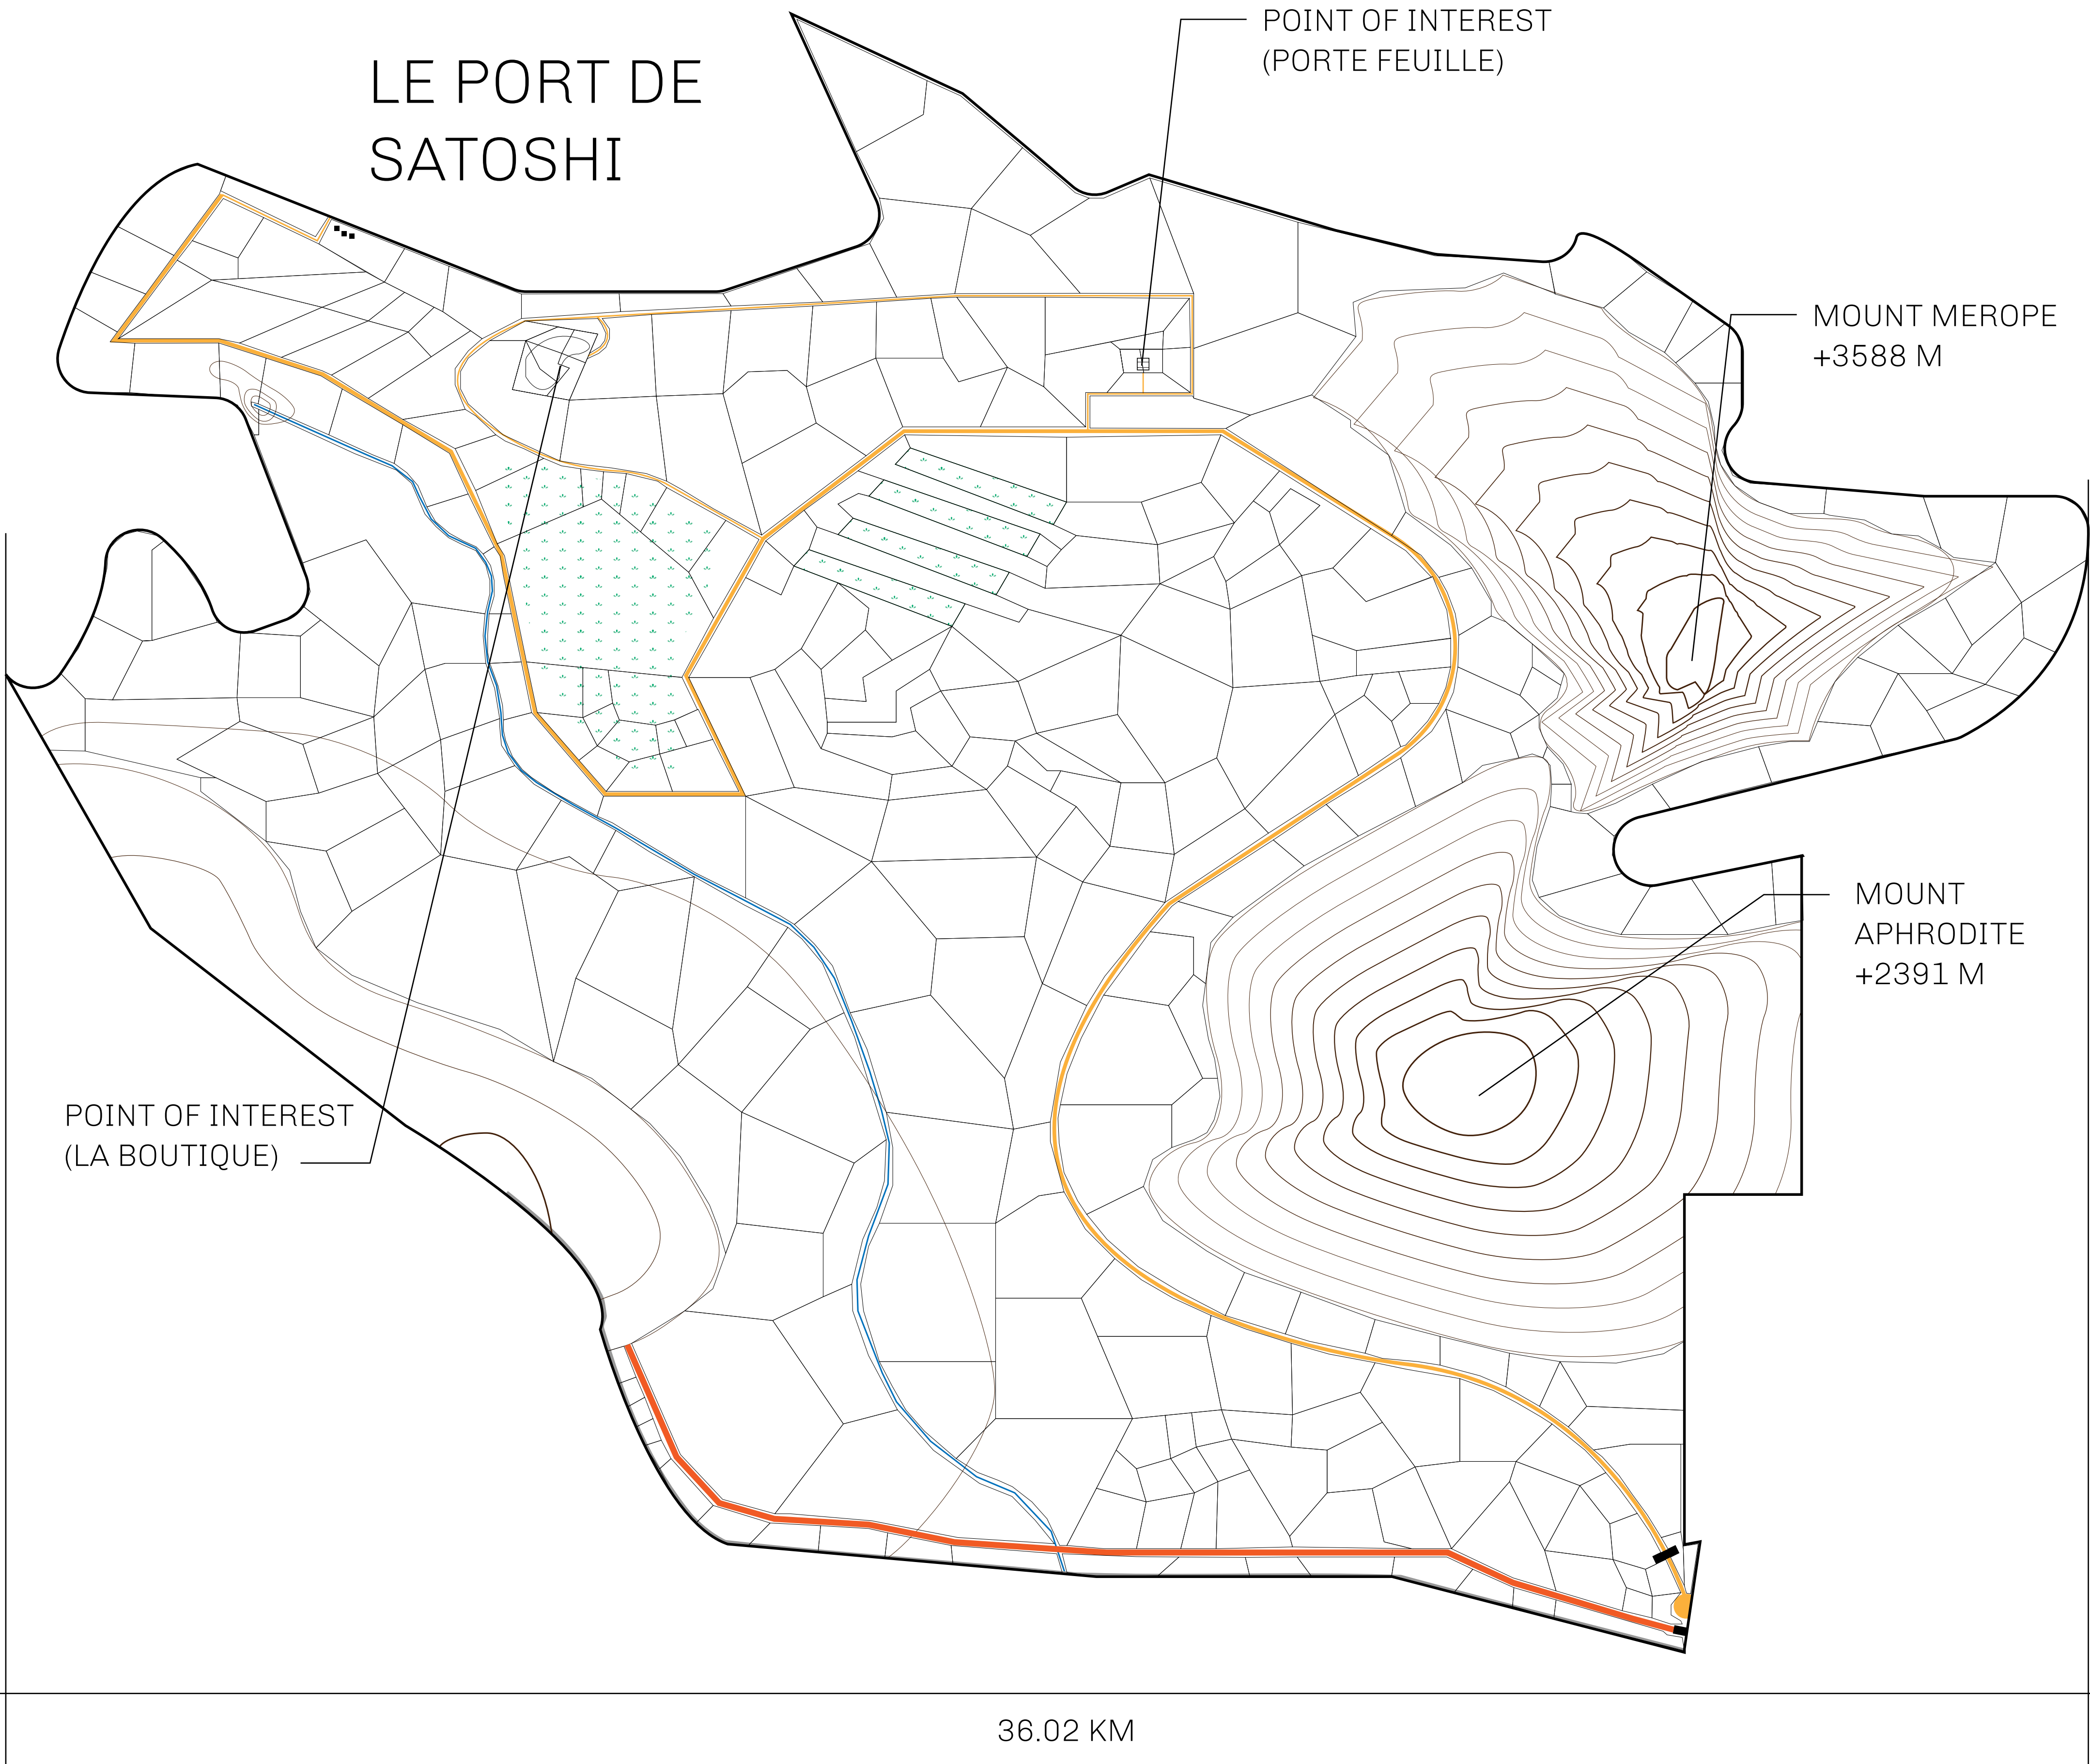 LE PORT DE
SATOSHI
POINT OF INTEREST
(PORTE FEUILLE)
MOUNT MEROPE
+3588 M
MOUNT
APHRODITE
+2391 M
POINT OF INTEREST
(LA BOUTIQUE)
36.02 KM